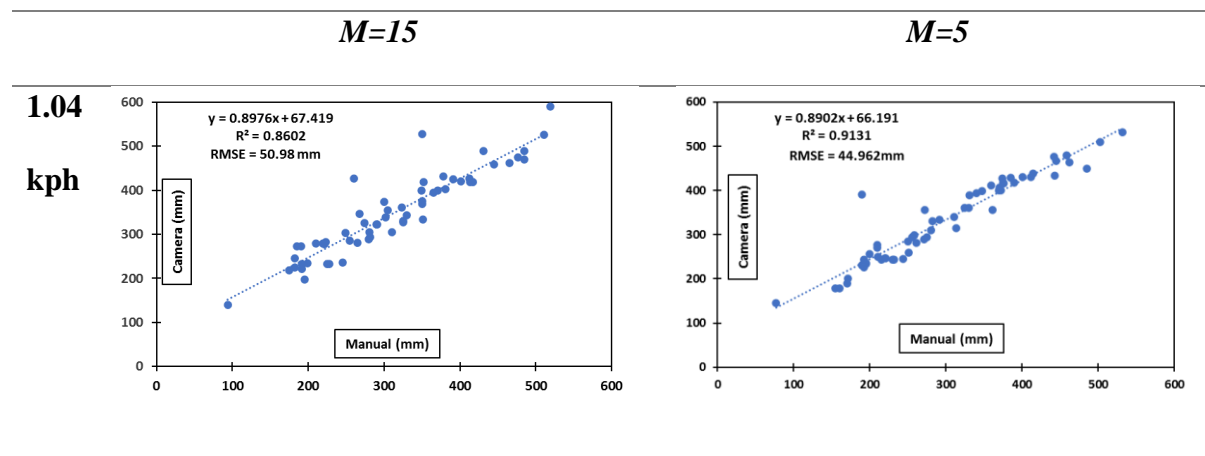 M=15
M=5
1.04
kph
y = 0.8976x+67.419
R² = 0.8602
RMSE = 50.98 mm
Camera (mm)
Manual (mm)
600
500
400
300
200
100
0
0 100 200 300 400 500 600
y = 0.8902x+66.191
R² = 0.9131
RMSE = 44.962mm
Camera (mm)
Manual (mm)
600
500
400
300
200
100
0
0 100 200 300 400 500 600